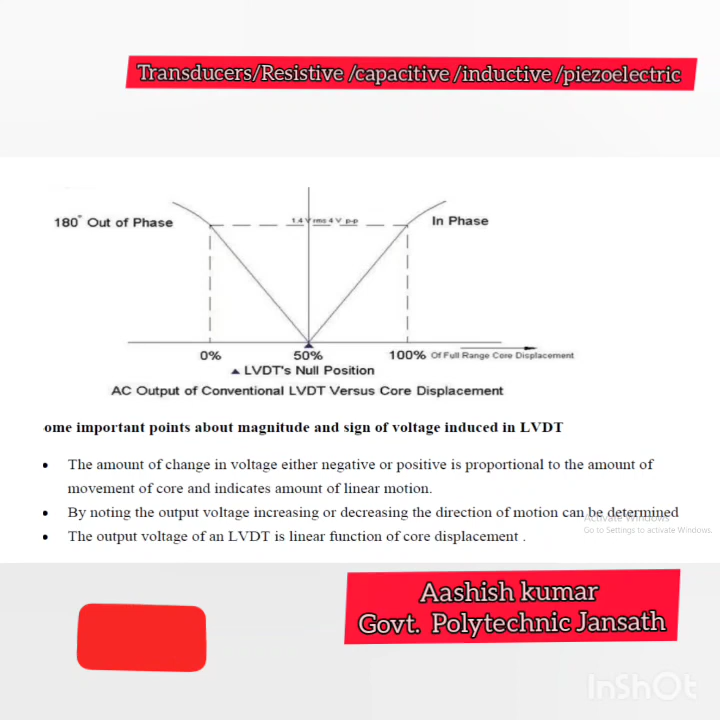 Transducers/Resistive /capacitive /inductive /piezoelectric
180° Out of Phase
1.4 V rms 4 V p-p
In Phase
0%
50%
100% Of Full Range Core Displacement
▲ LVDT's Null Position
AC Output of Conventional LVDT Versus Core Displacement
ome important points about magnitude and sign of voltage induced in LVDT
• The amount of change in voltage either negative or positive is proportional to the amount of
movement of core and indicates amount of linear motion.
• By noting the output voltage increasing or decreasing the direction of motion can be determined
Activate Windows
Go to Settings to activate Windows.
• The output voltage of an LVDT is linear function of core displacement .
Aashish kumar
Govt. Polytechnic Jansath
InShOt